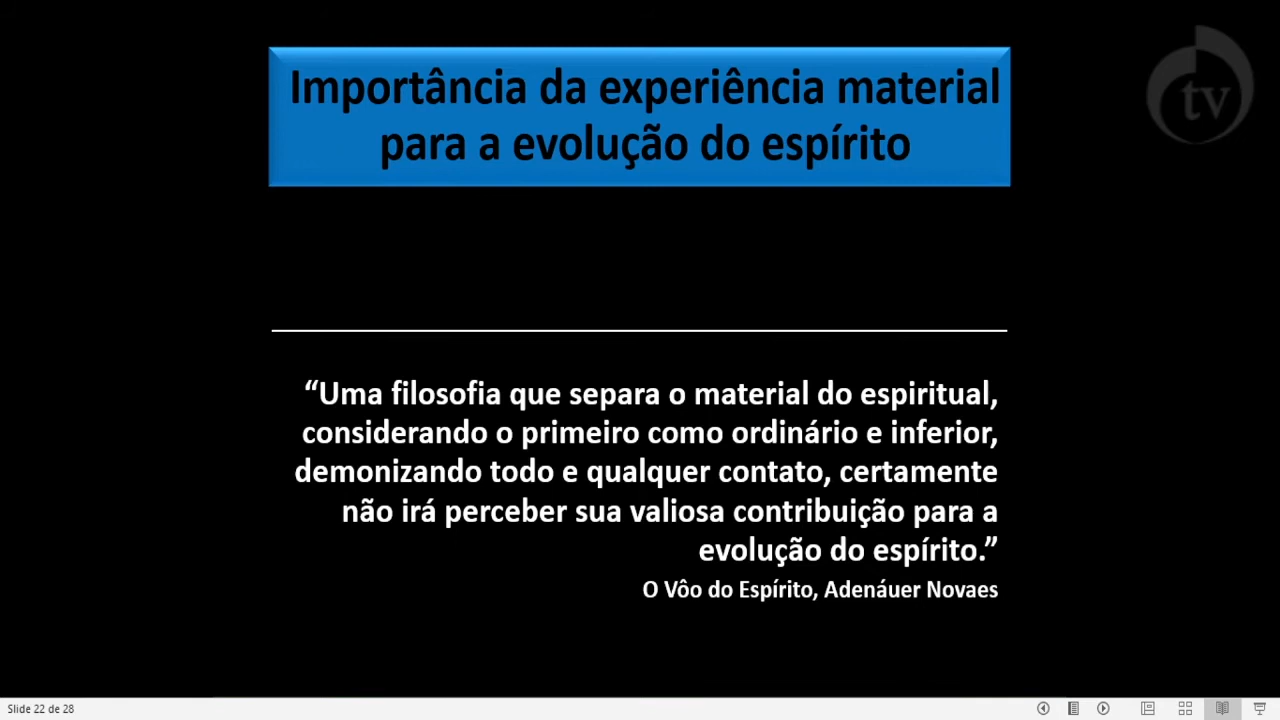 tv
Importância da experiência material
para a evolução do espírito
“Uma filosofia que separa o material do espiritual,
considerando o primeiro como ordinário e inferior,
demonizando todo e qualquer contato, certamente
não irá perceber sua valiosa contribuição para a
evolução do espírito.”
O Vôo do Espírito, Adenáuer Novaes
Slide 22 de 28